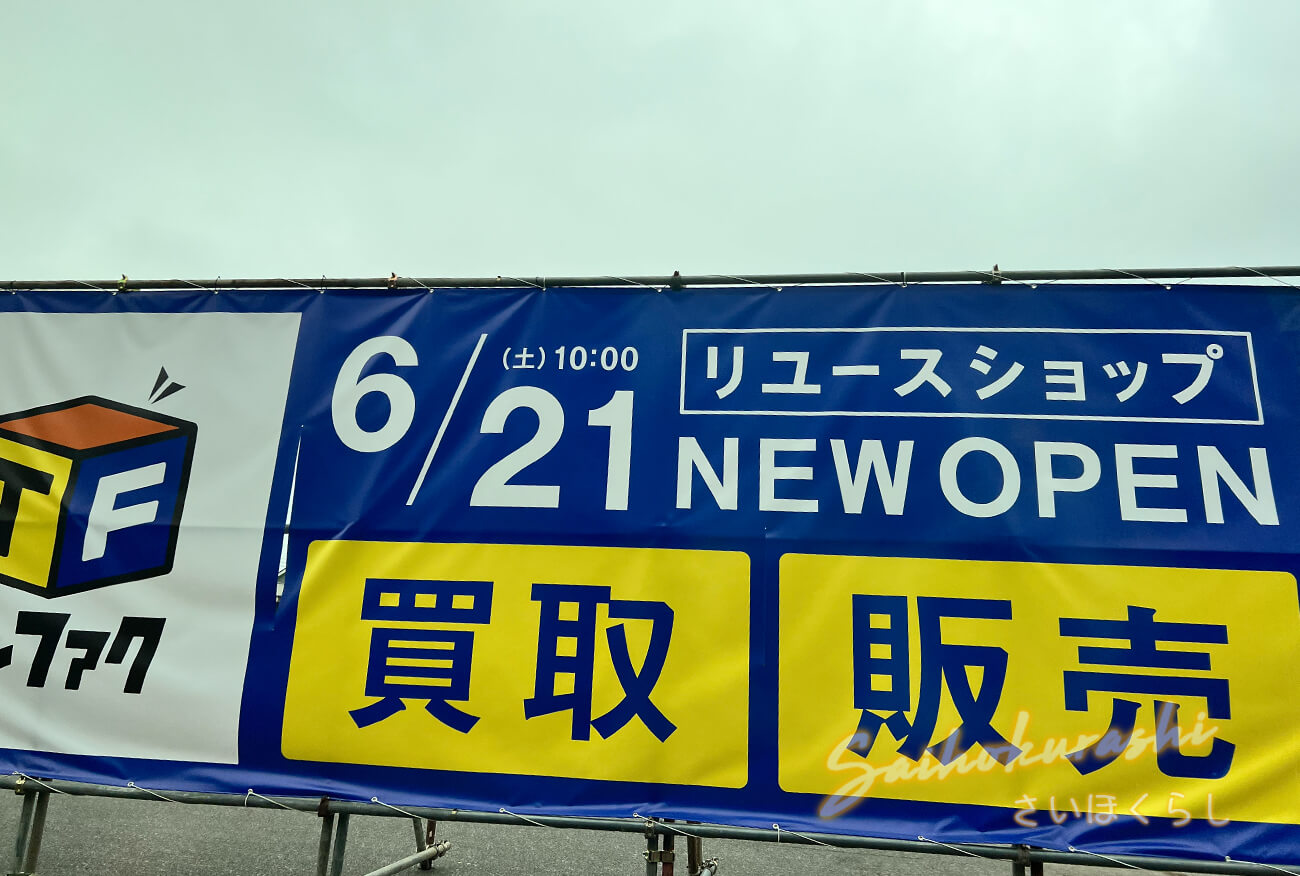 6/21
(土)10:00
リユースショップ
NEW OPEN
F
ファク
買取
販売
Saihokurashi
さいほくらし